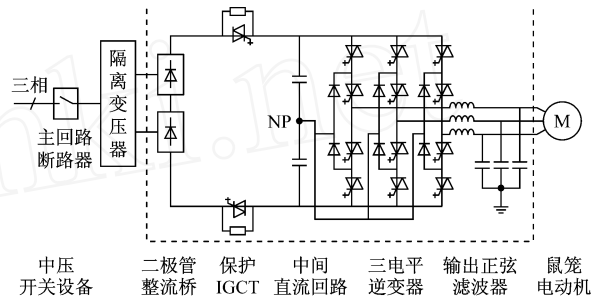 三相
主回路
断路器
隔离变压器
NP
M
中压
开关设备
二极管
整流桥
保护
IGCT
中间
直流回路
三电平
逆变器
输出正弦
滤波器
鼠笼
电动机